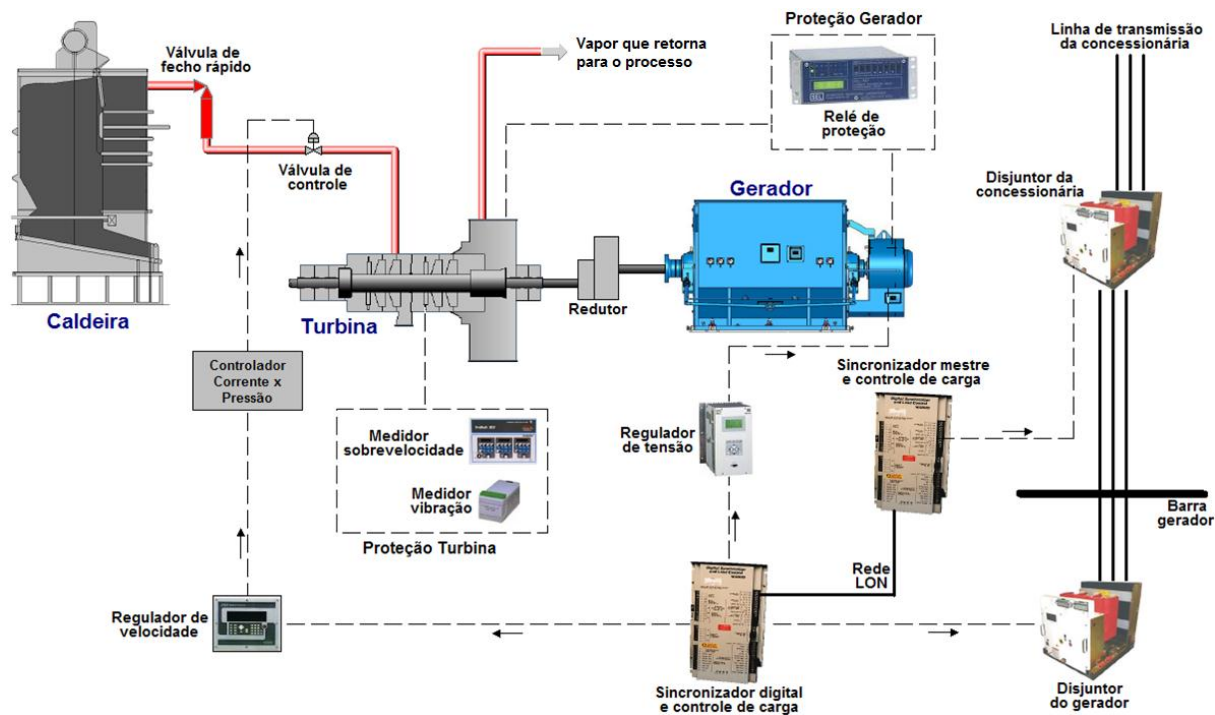 Proteção Gerador
Linha de transmissão
da concessionária
Válvula de
fecho rápido
Vapor que retorna
para o processo
Relé de
proteção
Válvula de
controle
Disjuntor da
concessionária
Gerador
Caldeira
Turbina
Redutor
Controlador
Corrente x
Pressão
Sincronizador mestre
e controle de carga
Medidor
sobrevelocidade
Regulador
de tensão
Medidor
vibração
Barra
gerador
Proteção Turbina
Rede
LON
Regulador de
velocidade
Sincronizador digital
e controle de carga
Disjuntor
do gerador